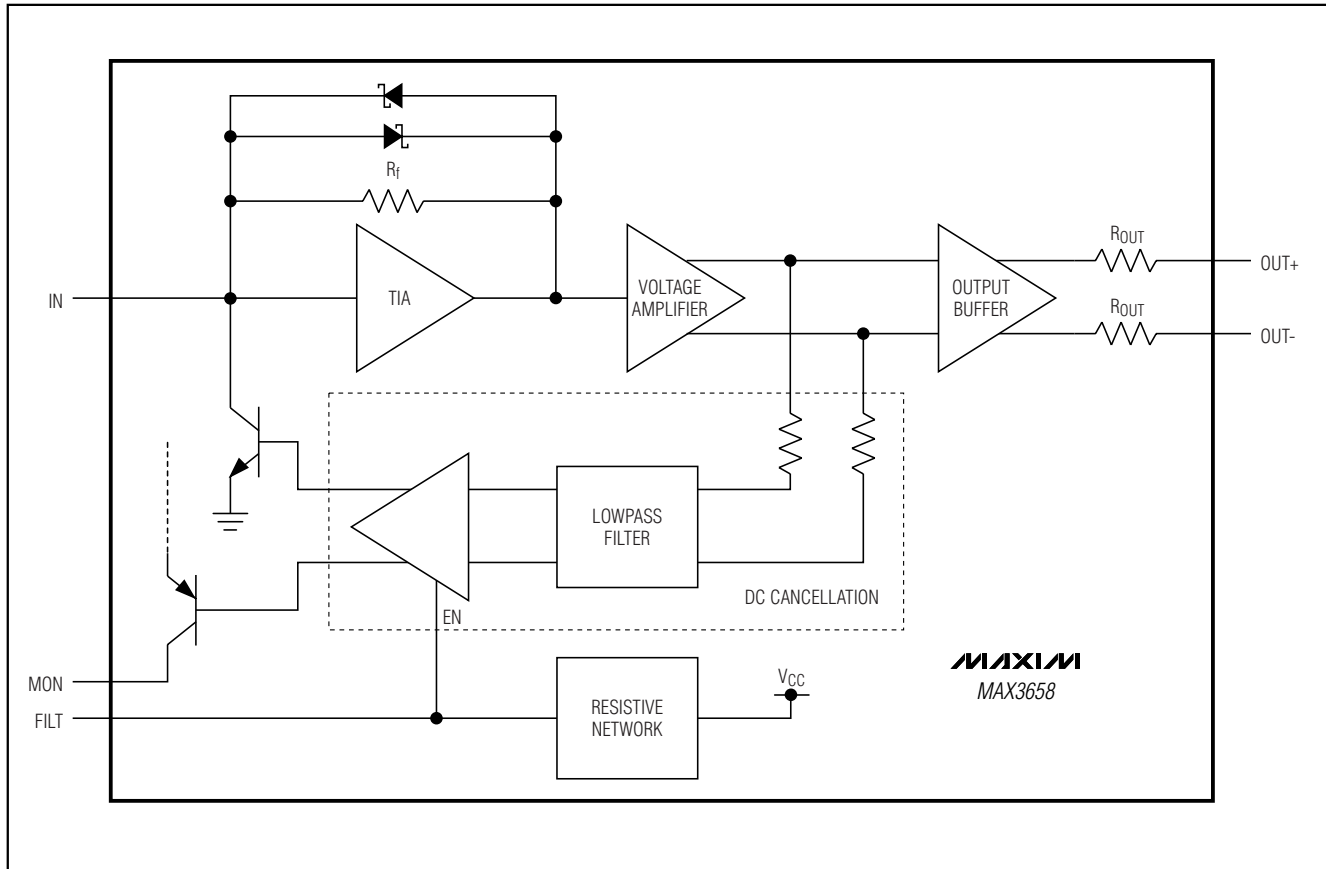 Rf
IN
TIA
VOLTAGE
AMPLIFIER
OUTPUT
BUFFER
ROUT
OUT+
ROUT
OUT-
LOWPASS
FILTER
DC CANCELLATION
EN
MON
FILT
RESISTIVE
NETWORK
VCC
MAXIM
MAX3658